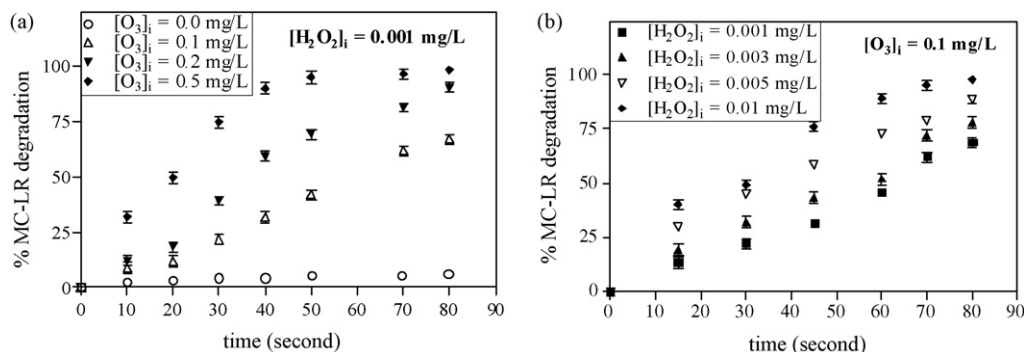 (a)
[O₃]ᵢ = 0.0 mg/L
[O₃]ᵢ = 0.1 mg/L
[O₃]ᵢ = 0.2 mg/L
[O₃]ᵢ = 0.5 mg/L
[H₂O₂]ᵢ = 0.001 mg/L
% MC-LR degradation
100
75
50
25
0
0 10 20 30 40 50 60 70 80 90
time (second)
(b)
[H₂O₂]ᵢ = 0.001 mg/L
[H₂O₂]ᵢ = 0.003 mg/L
[H₂O₂]ᵢ = 0.005 mg/L
[H₂O₂]ᵢ = 0.01 mg/L
[O₃]ᵢ = 0.1 mg/L
% MC-LR degradation
100
75
50
25
0
0 10 20 30 40 50 60 70 80 90
time (second)